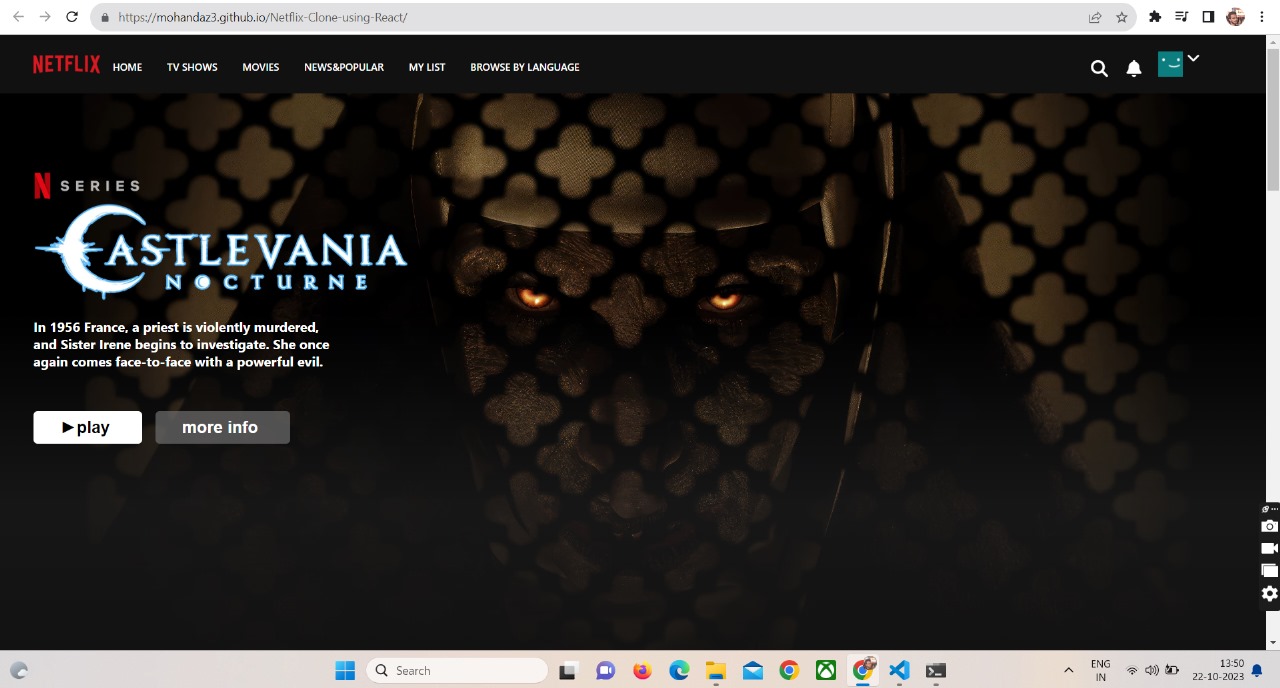 https://mohandaz3.github.io/Netflix-Clone-using-React/
NETFLIX HOME TV SHOWS MOVIES NEWS&POPULAR MY LIST BROWSE BY LANGUAGE
N SERIES
CASTLEVANIA
NOCTURNE
In 1956 France, a priest is violently murdered,
and Sister Irene begins to investigate. She once
again comes face-to-face with a powerful evil.
play more info
Search
ENG
IN
13:50
22-10-2023